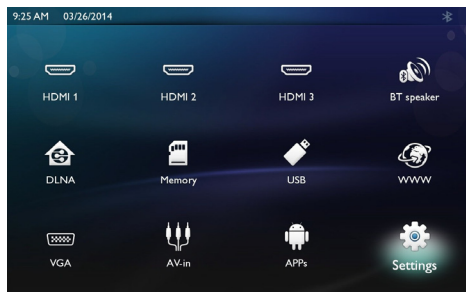 9:25 AM 03/26/2014
HDMI 1 HDMI 2 HDMI 3 BT speaker
DLNA Memory USB WWW
VGA AV-in APPs Settings